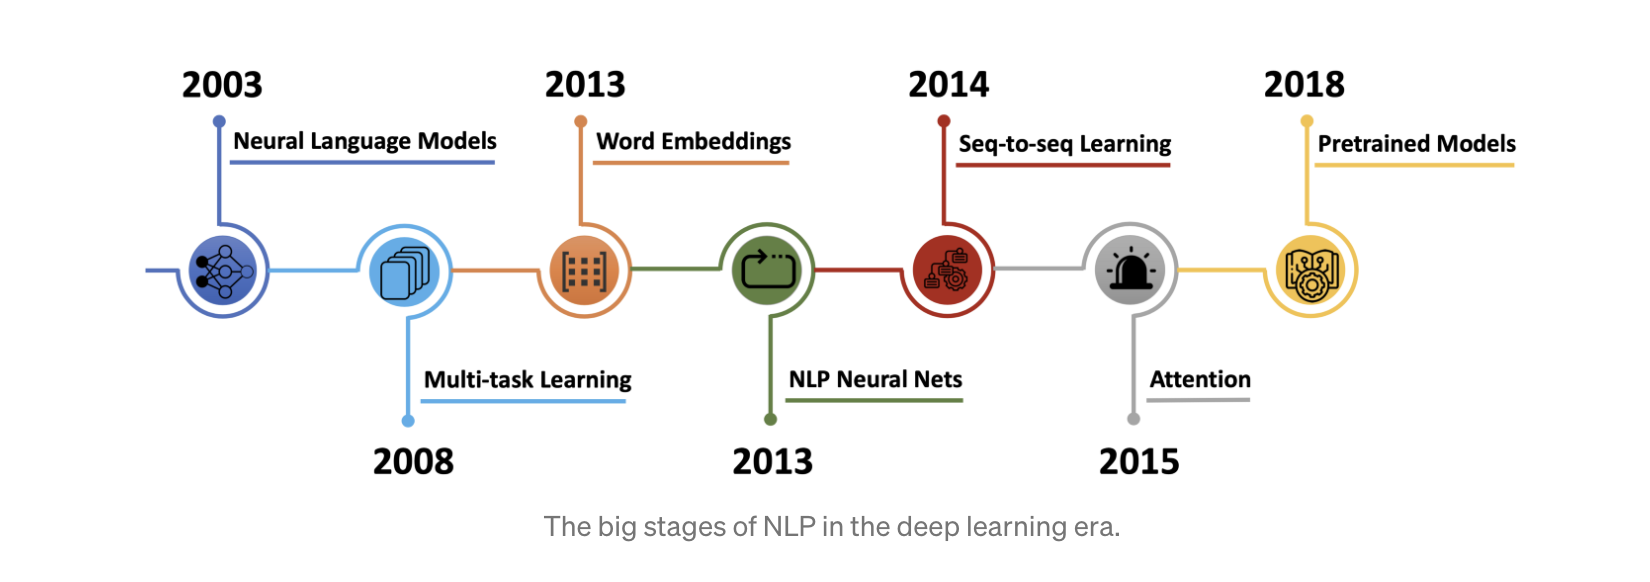 2003
Neural Language Models
2008
Multi-task Learning
2013
Word Embeddings
2013
NLP Neural Nets
2014
Seq-to-seq Learning
2015
Attention
2018
Pretrained Models
The big stages of NLP in the deep learning era.